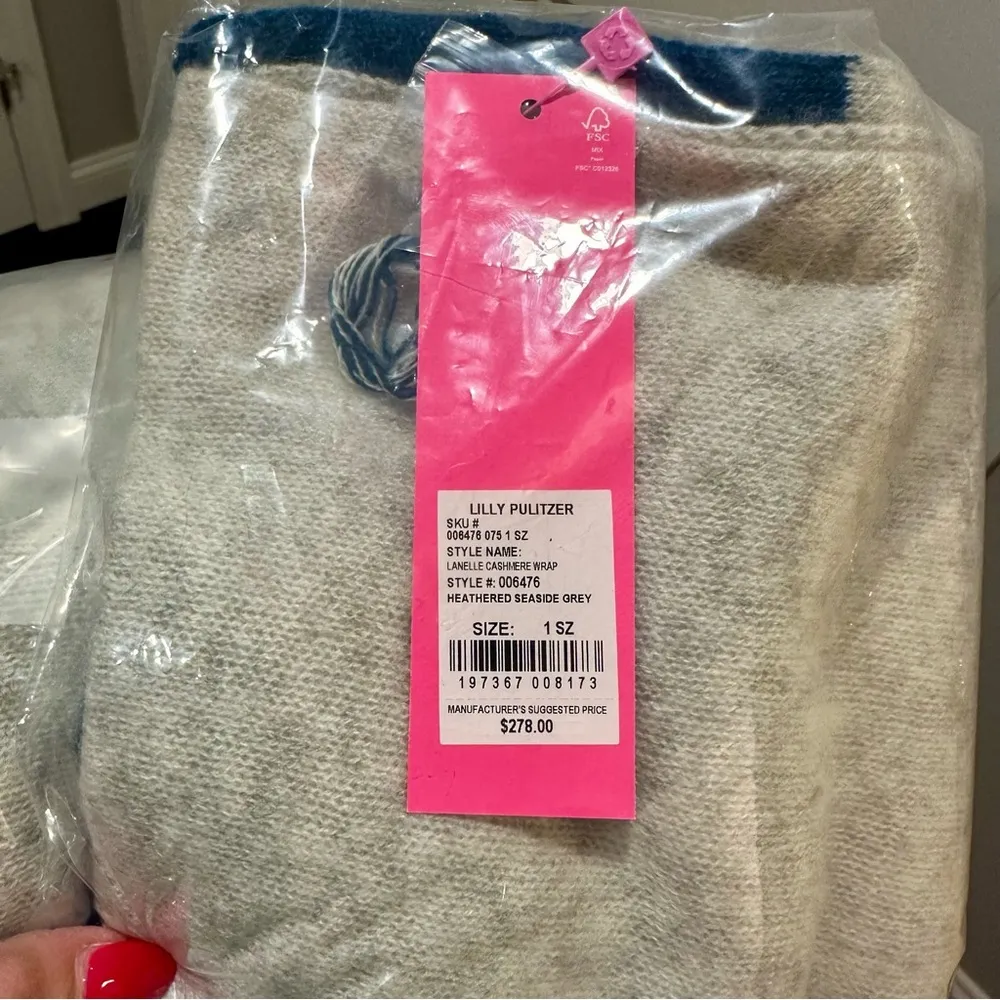 FSC
MIX
Paper
LILLY PULITZER
SKU #
006476 075 1 SZ
STYLE NAME:
LANELLE CASHMERE WRAP
STYLE #: 006476
HEATHERED SEASIDE GREY
SIZE: 1 SZ
197367 008173
MANUFACTURER'S SUGGESTED PRICE
$278.00